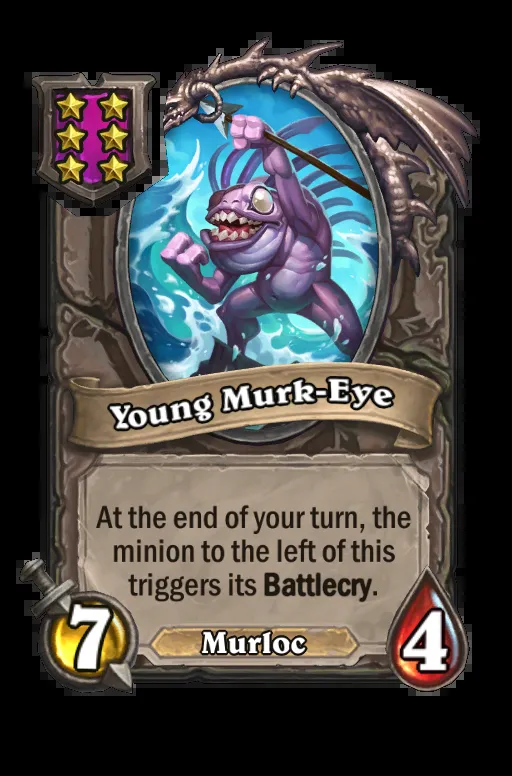 Young Murk-Eye
At the end of your turn, the
minion to the left of this
triggers its Battlecry.
7
Murloc
4